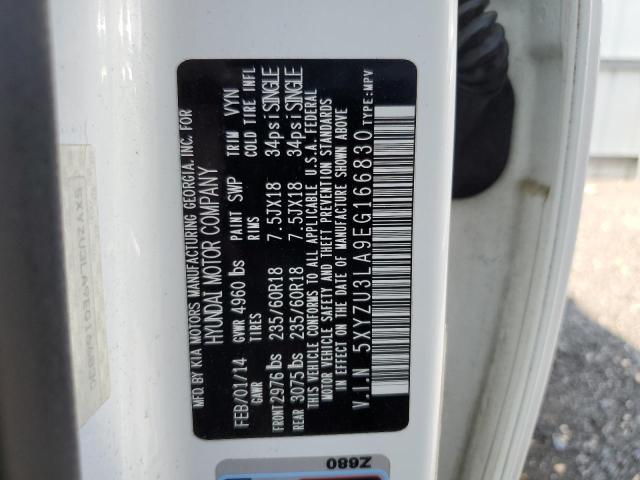 MFD. BY KIA MOTORS MANUFACTURING GEORGIA, INC. FOR
HYUNDAI MOTOR COMPANY
FEB/01/14 GVWR 4960 lbs PAINT SWP TRIM VYN
GAWR TIRES RIMS COLD TIRE INFL
FRONT 2976 lbs 235/60R18 7.5JX18 34psi SINGLE
REAR 3075 lbs 235/60R18 7.5JX18 34psi SINGLE
THIS VEHICLE CONFORMS TO ALL APPLICABLE U.S.A. FEDERAL
MOTOR VEHICLE SAFETY AND THEFT PREVENTION STANDARDS
IN EFFECT ON THE DATE OF MANUFACTURE SHOWN ABOVE
V.I.N 5XYZU3LA9EG166830 TYPE:MPV
Z680